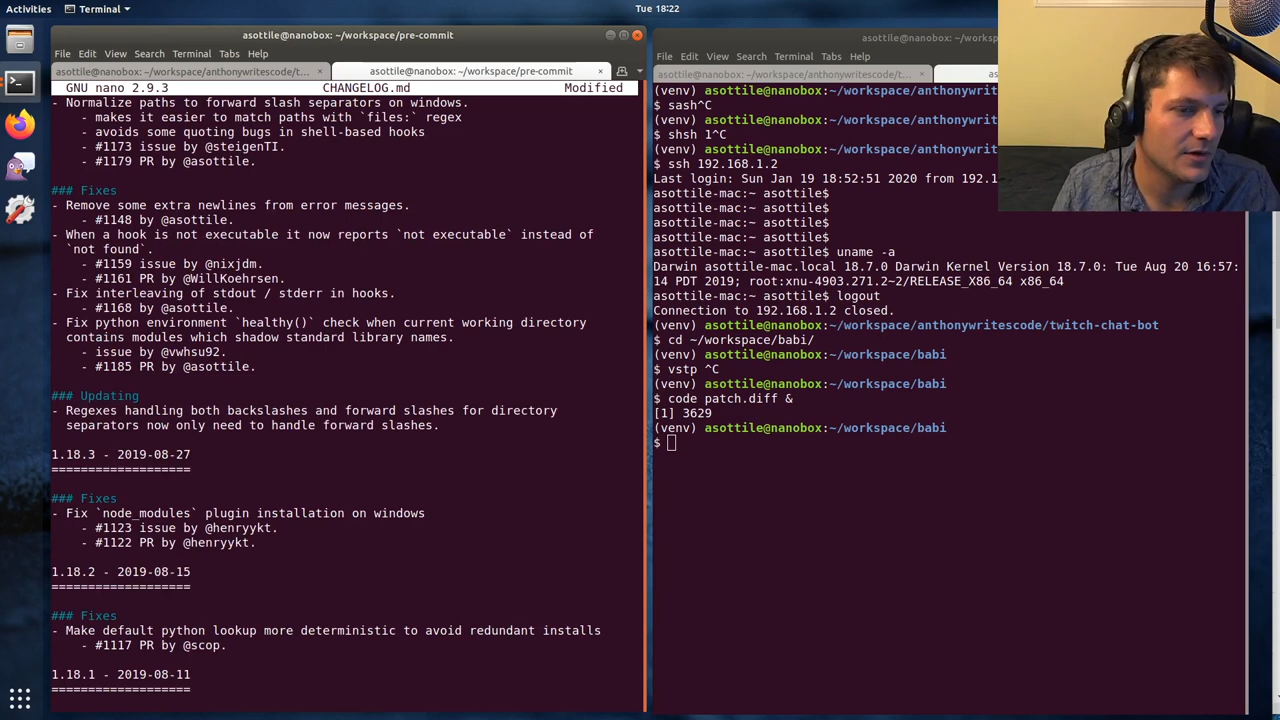 Activities
Terminal
Tue 18:22
asottile@nanobox: ~/workspace/pre-commit
File Edit View Search Terminal Tabs Help
asottile@nanobox: ~/workspace/anthonywritescode/t...
asottile@nanobox: ~/workspace/pre-commit
GNU nano 2.9.3 CHANGELOG.md Modified
- Normalize paths to forward slash separators on windows.
- makes it easier to match paths with `files:` regex
- avoids some quoting bugs in shell-based hooks
- #1173 issue by @steigenTI.
- #1179 PR by @asottile.
### Fixes
- Remove some extra newlines from error messages.
- #1148 PR by @asottile.
- When a hook is not executable it now reports `not executable` instead of
`not found`.
- #1159 issue by @nixjdm.
- #1161 PR by @WillKoehrsen.
- Fix interleaving of stdout / stderr in hooks.
- #1168 PR by @asottile.
- Fix python environment `healthy()` check when current working directory
contains modules which shadow standard library names.
- issue by @vwhsu92.
- #1185 PR by @asottile.
### Updating
- Regexes handling both backslashes and forward slashes for directory
separators now only need to handle forward slashes.
1.18.3 - 2019-08-27
===================
### Fixes
- Fix `node_modules` plugin installation on windows
- #1123 issue by @henryykt.
- #1122 PR by @henryykt.
1.18.2 - 2019-08-15
===================
### Fixes
- Make default python lookup more deterministic to avoid redundant installs
- #1117 PR by @scop.
1.18.1 - 2019-08-11
===================
asottile@nanobox: ~/w
File Edit View Search Terminal Tabs Help
asottile@nanobox: ~/workspace/anthonywritescode/t...
as
(venv) asottile@nanobox:~/workspace/anthonywrit
$ sash^C
(venv) asottile@nanobox:~/workspace/anthonywrit
$ shsh 1^C
(venv) asottile@nanobox:~/workspace/anthonywrit
$ ssh 192.168.1.2
Last login: Sun Jan 19 18:52:51 2020 from 192.1
asottile-mac:~ asottile$
asottile-mac:~ asottile$
asottile-mac:~ asottile$
asottile-mac:~ asottile$
asottile-mac:~ asottile$ uname -a
Darwin asottile-mac.local 18.7.0 Darwin Kernel Version 18.7.0: Tue Aug 20 16:57:
14 PDT 2019; root:xnu-4903.271.2~2/RELEASE_X86_64 x86_64
asottile-mac:~ asottile$ logout
Connection to 192.168.1.2 closed.
(venv) asottile@nanobox:~/workspace/anthonywritescode/twitch-chat-bot
$ cd ~/workspace/babi/
(venv) asottile@nanobox:~/workspace/babi
$ vstp ^C
(venv) asottile@nanobox:~/workspace/babi
$ code patch.diff &
[1] 3629
(venv) asottile@nanobox:~/workspace/babi
$